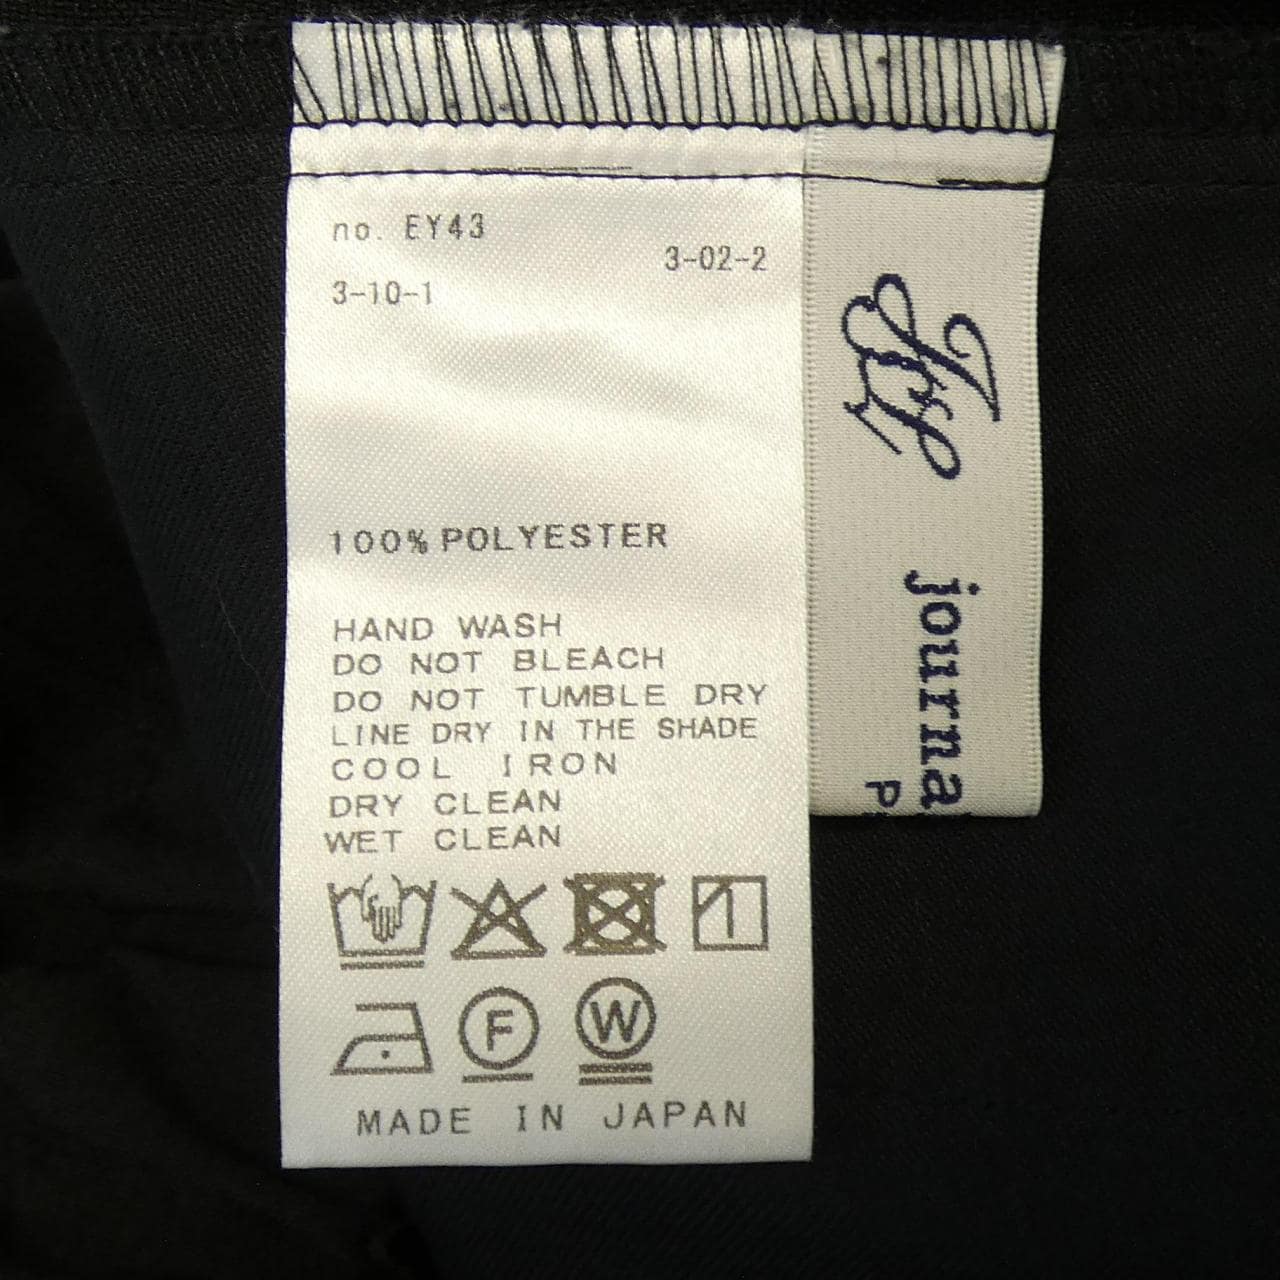 no. EY43
3-02-2
3-10-1
100% POLYESTER
HAND WASH
DO NOT BLEACH
DO NOT TUMBLE DRY
LINE DRY IN THE SHADE
COOL IRON
DRY CLEAN
WET CLEAN
F
W
MADE IN JAPAN
journa